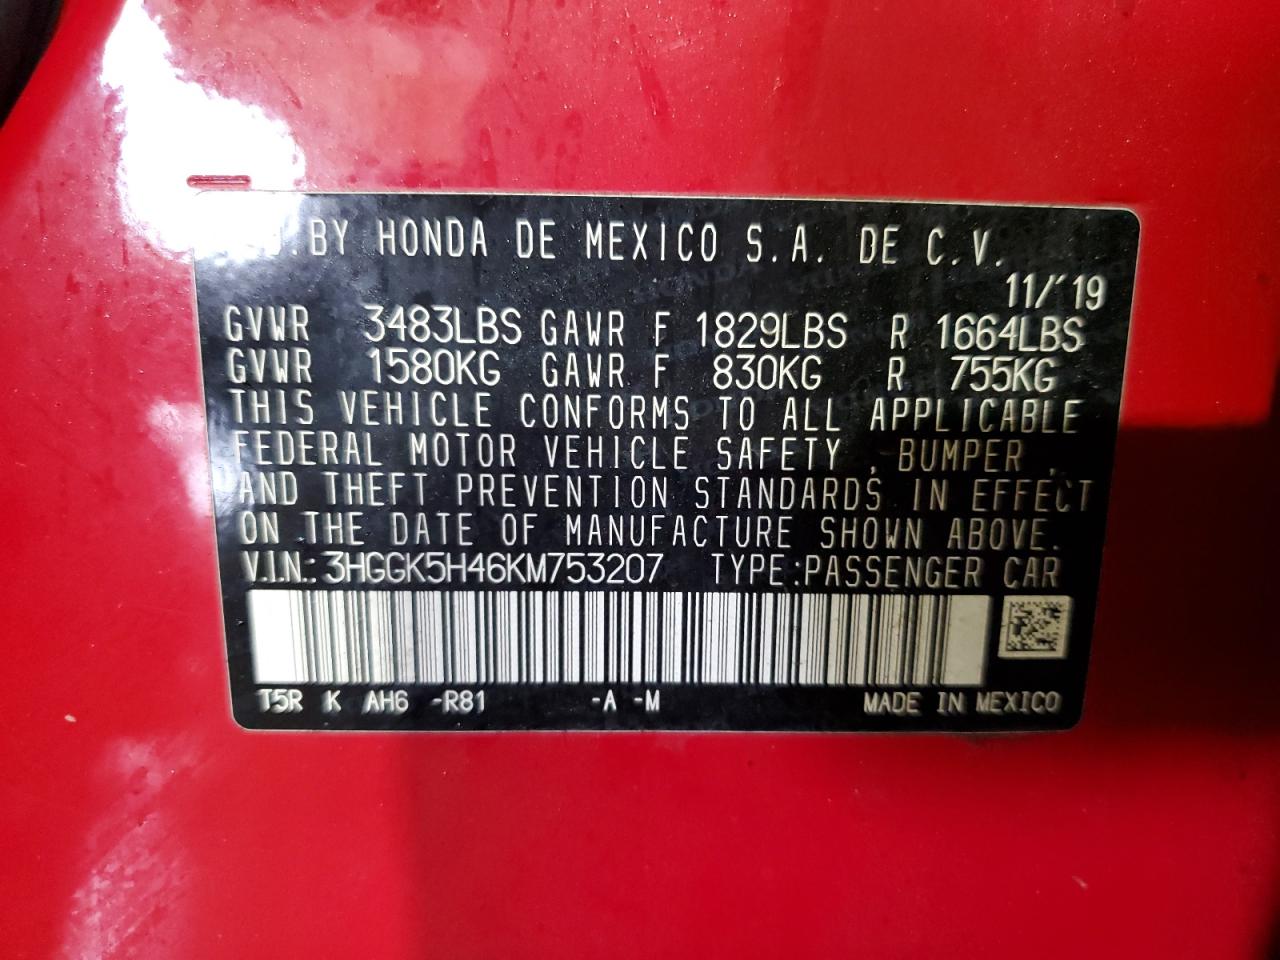 BY HONDA DE MEXICO S.A. DE C.V.
11/'19
GVWR 3483LBS GAWR F 1829LBS R 1664LBS
GVWR 1580KG GAWR F 830KG R 755KG
THIS VEHICLE CONFORMS TO ALL APPLICABLE
FEDERAL MOTOR VEHICLE SAFETY , BUMPER ,
AND THEFT PREVENTION STANDARDS IN EFFECT
ON THE DATE OF MANUFACTURE SHOWN ABOVE.
V.I.N.: 3HGGK5H46KM753207 TYPE:PASSENGER CAR
T5R K AH6 -R81 -A -M MADE IN MEXICO